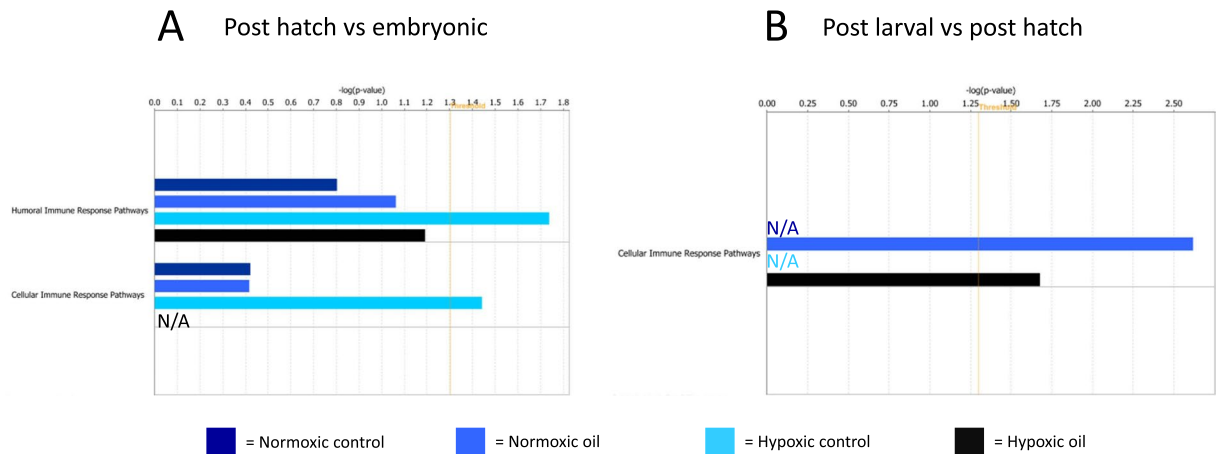 A Post hatch vs embryonic
-log(p-value)
0.0 0.1 0.2 0.3 0.4 0.5 0.6 0.7 0.8 0.9 1.0 1.1 1.2 1.3 1.4 1.5 1.6 1.7 1.8
Threshold
Humoral Immune Response Pathways
Cellular Immune Response Pathways
N/A
B Post larval vs post hatch
-log(p-value)
0.00 0.25 0.50 0.75 1.00 1.25 1.50 1.75 2.00 2.25 2.50
Threshold
N/A
Cellular Immune Response Pathways
N/A
= Normoxic control = Normoxic oil = Hypoxic control = Hypoxic oil